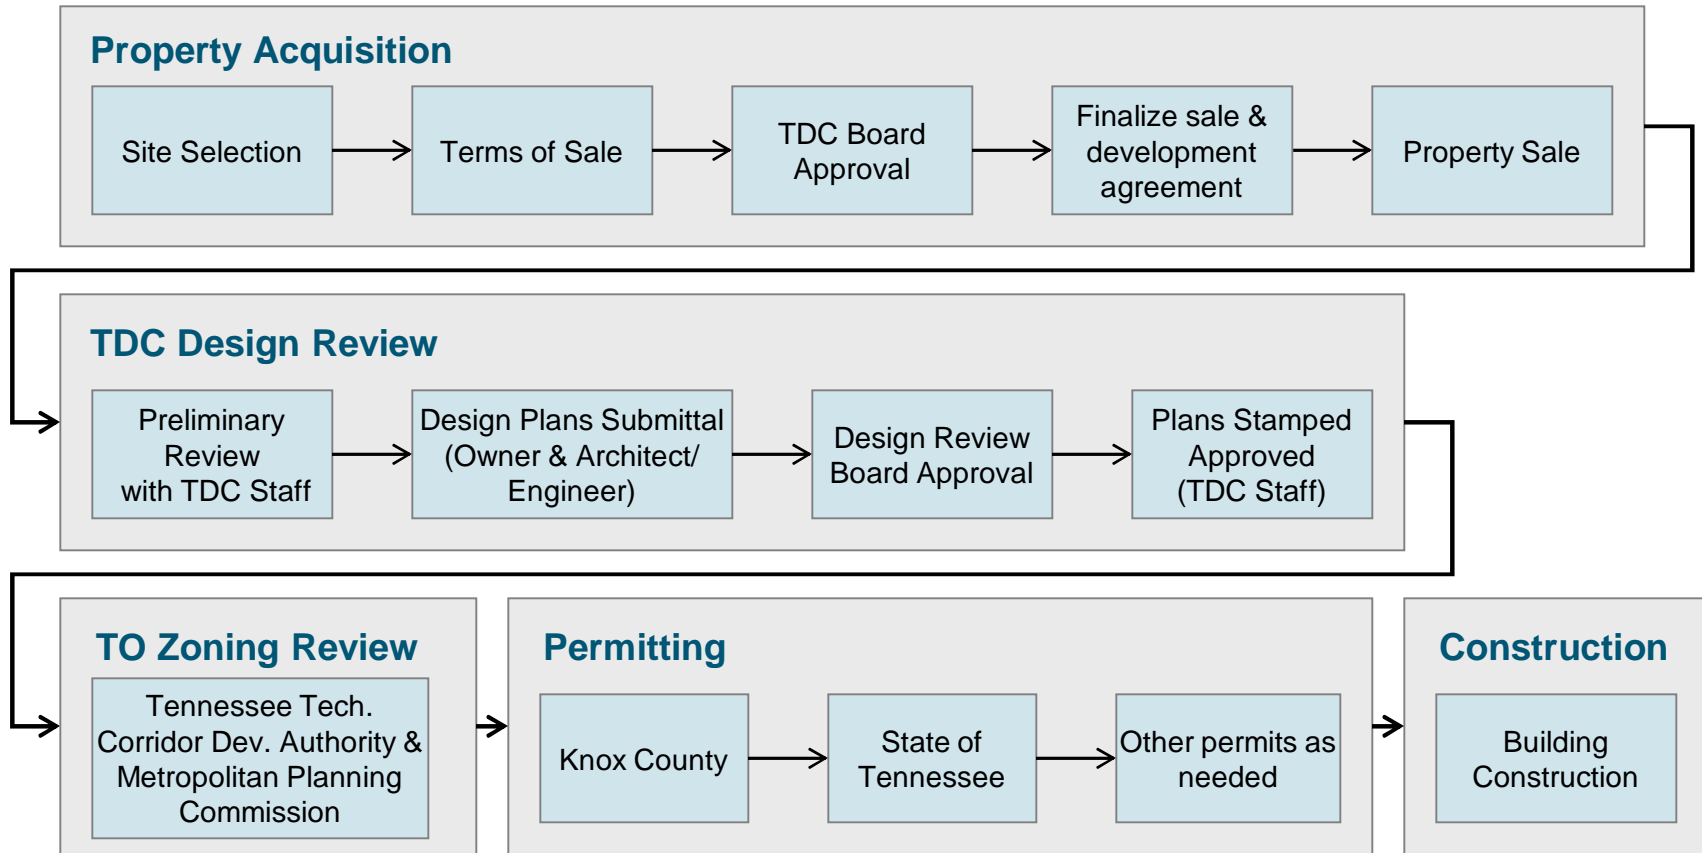 Property Acquisition
Site Selection
Terms of Sale
TDC Board
Approval
Finalize sale &
development
agreement
Property Sale
TDC Design Review
Preliminary
Review
with TDC Staff
Design Plans Submittal
(Owner & Architect/
Engineer)
Design Review
Board Approval
Plans Stamped
Approved
(TDC Staff)
TO Zoning Review
Tennessee Tech.
Corridor Dev. Authority &
Metropolitan Planning
Commission
Permitting
Knox County
State of
Tennessee
Other permits as
needed
Construction
Building
Construction